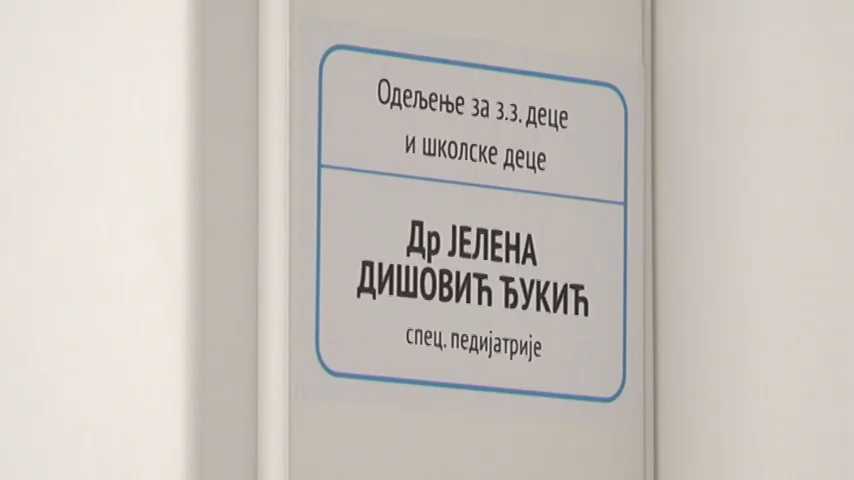 Одељење за з.з. деце
и школске деце
Др ЈЕЛЕНА
ДИШОВИЋ ЂУКИЋ
спец. педијатрије